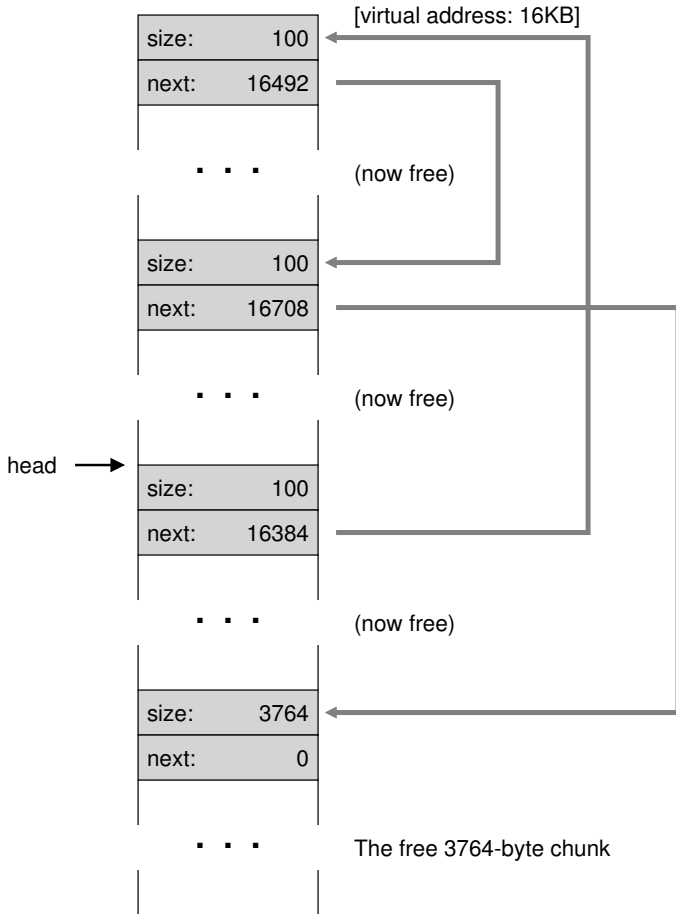 [virtual address: 16KB]
size: 100
next: 16492
. . .
(now free)
size: 100
next: 16708
. . .
(now free)
head
size: 100
next: 16384
. . .
(now free)
size: 3764
next: 0
. . .
The free 3764-byte chunk